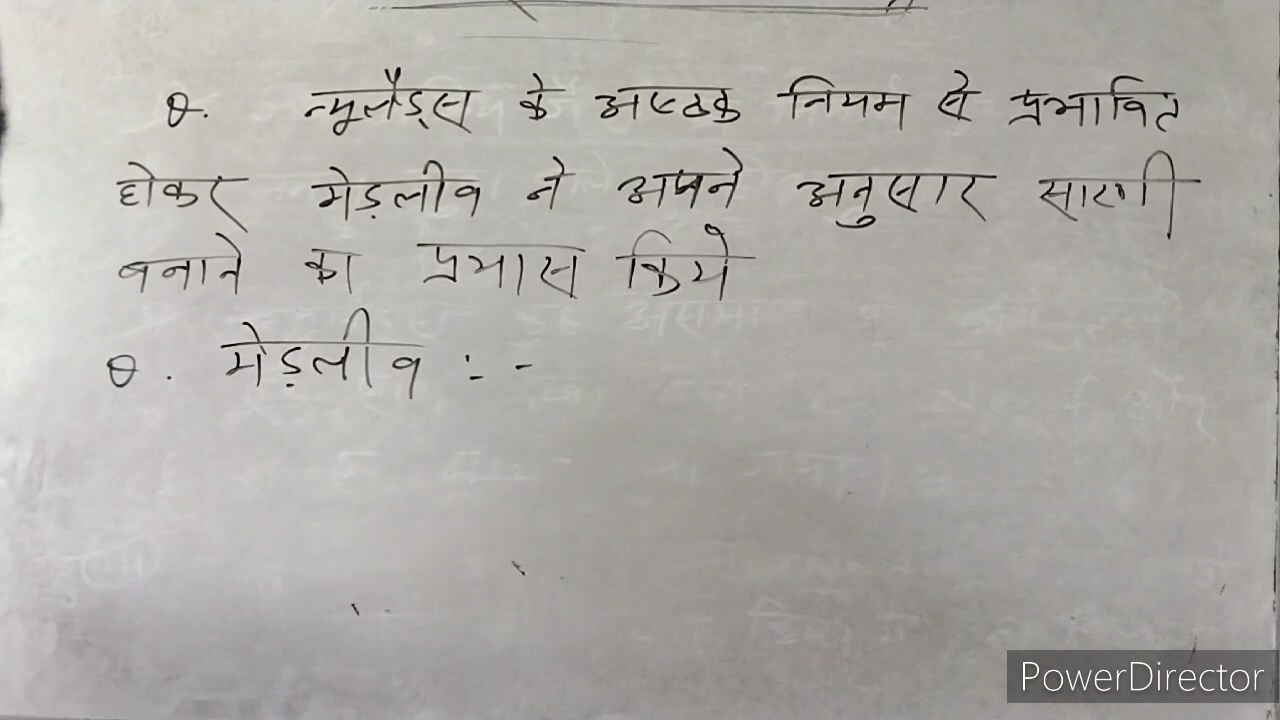 Q. न्यूलैड्स के अष्टक नियम से प्रभावित
होकर मेड़लीव ने अपने अनुसार सारणी
बनाने का प्रयास किये
Q. मेड़लीव :-
PowerDirector